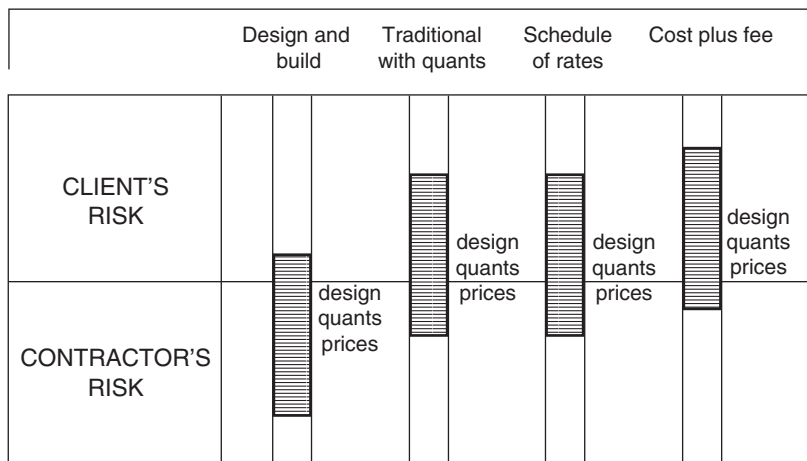 Design and
build
Traditional
with quants
Schedule
of rates
Cost plus fee
CLIENT'S
RISK
design
quants
prices
design
quants
prices
design
quants
prices
design
quants
prices
CONTRACTOR'S
RISK